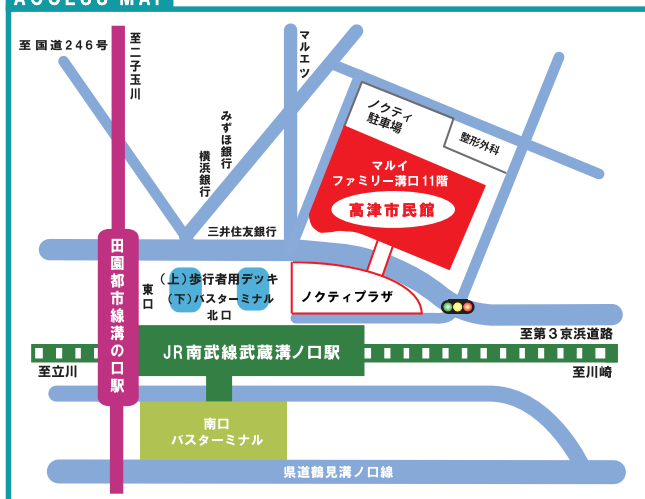 ACCESS MAP
至国道246号
至二子玉川
マルエツ
ノクティ
駐車場
整形外科
みずほ銀行
横浜銀行
マルイ
ファミリー溝口11階
高津市民館
三井住友銀行
田園都市線溝の口駅
東口
(上)歩行者用デッキ
(下)バスターミナル
北口
ノクティプラザ
至第3京浜道路
JR南武線武蔵溝ノ口駅
至立川
至川崎
南口
バスターミナル
県道鶴見溝ノ口線